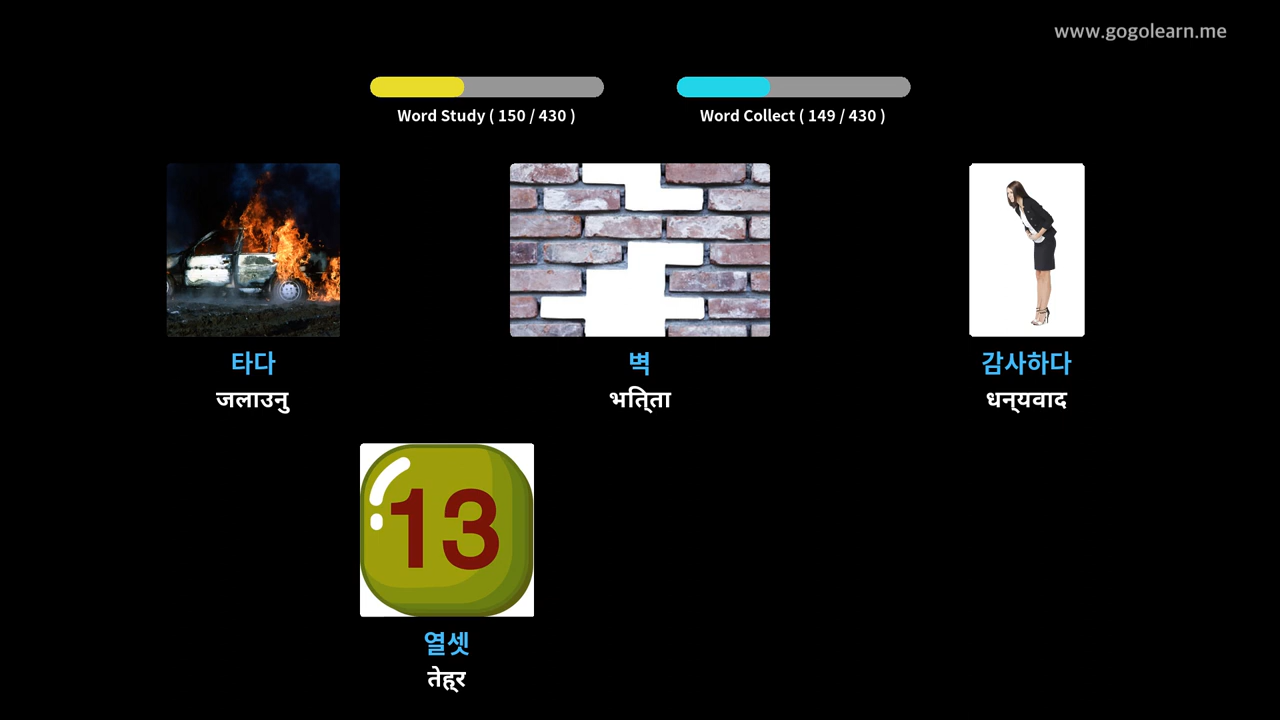 www.gogolearn.me
Word Study ( 150 / 430 )
Word Collect ( 149 / 430 )
타다
जलाउनु
벽
भित्ता
감사하다
धन्यवाद
13
열셋
तेह्र